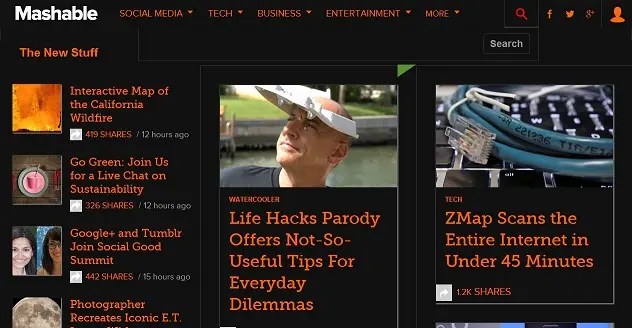 Mashable
SOCIAL MEDIA
TECH
BUSINESS
ENTERTAINMENT
MORE
The New Stuff
Search
Interactive Map of
the California
Wildfire
419 SHARES / 12 hours ago
Go Green: Join Us
for a Live Chat on
Sustainability
326 SHARES / 12 hours ago
Google+ and Tumblr
Join Social Good
Summit
442 SHARES / 15 hours ago
Photographer
Recreates Iconic E.T.
WATERCOOLER
Life Hacks Parody
Offers Not-So-
Useful Tips For
Everyday
Dilemmas
TECH
ZMap Scans the
Entire Internet in
Under 45 Minutes
1.2K SHARES